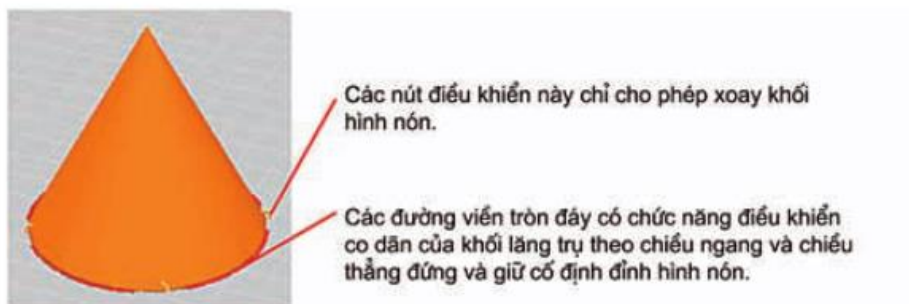 Các nút điều khiển này chỉ cho phép xoay khối
hình nón.
Các đường viền tròn đáy có chức năng điều khiển
co dãn của khối lăng trụ theo chiều ngang và chiều
thẳng đứng và giữ cố định đỉnh hình nón.